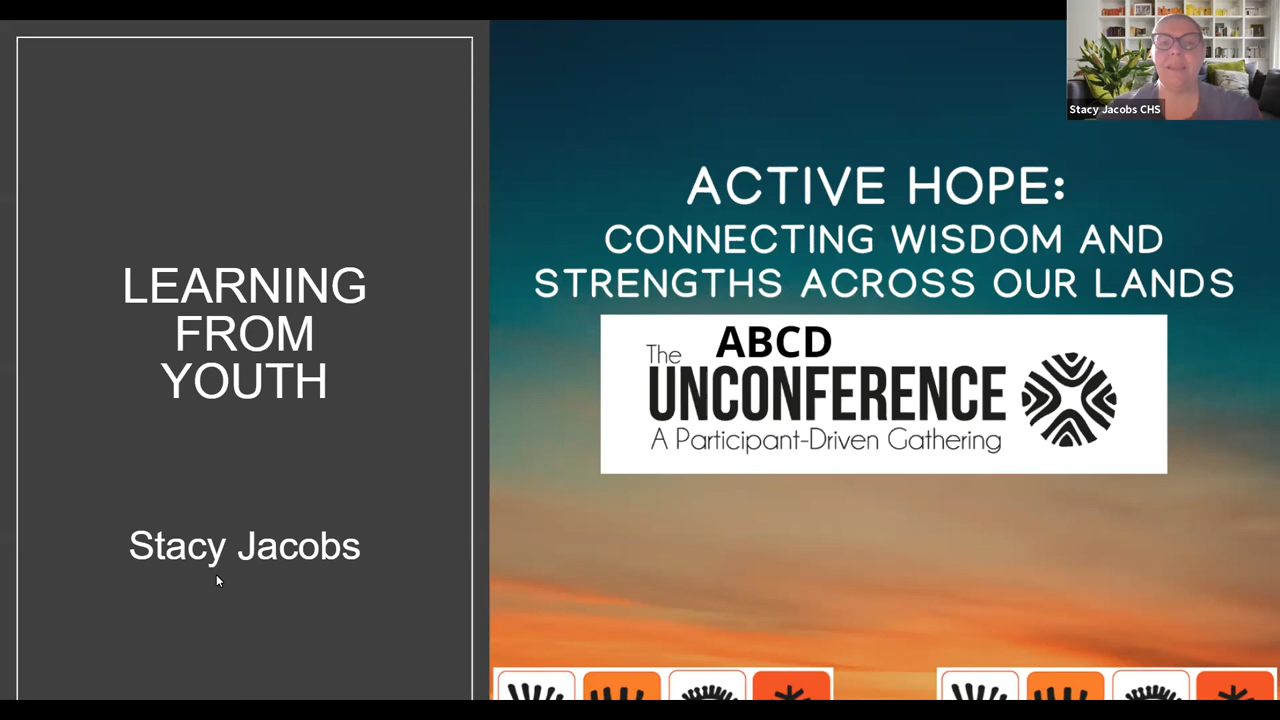 LEARNING
FROM
YOUTH
Stacy Jacobs
Stacy Jacobs CHS
ACTIVE HOPE:
CONNECTING WISDOM AND
STRENGTHS ACROSS OUR LANDS
The ABCD
UNCONFERENCE
A Participant-Driven Gathering